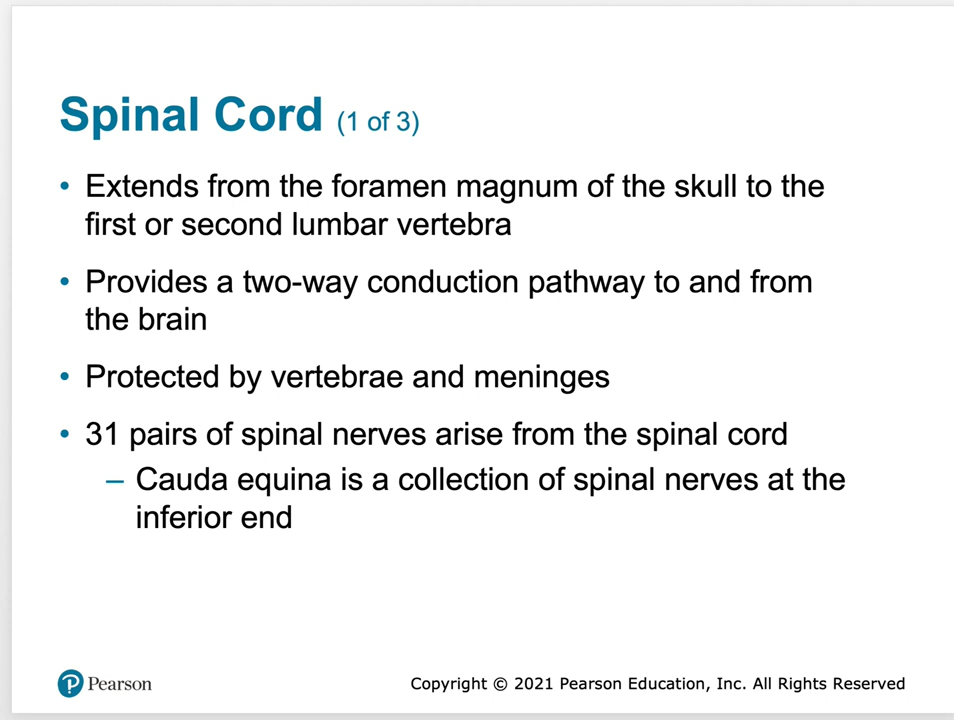 Spinal Cord (1 of 3)
• Extends from the foramen magnum of the skull to the
first or second lumbar vertebra
• Provides a two-way conduction pathway to and from
the brain
• Protected by vertebrae and meninges
• 31 pairs of spinal nerves arise from the spinal cord
– Cauda equina is a collection of spinal nerves at the
inferior end
P Pearson
Copyright © 2021 Pearson Education, Inc. All Rights Reserved